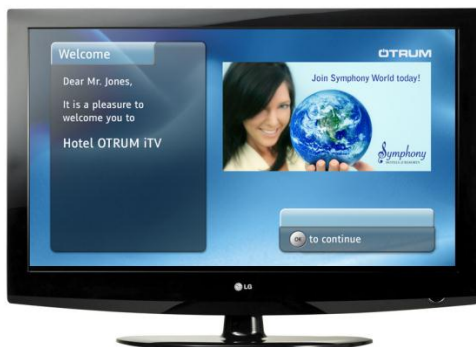 Welcome
OTRUM
Dear Mr. Jones,
It is a pleasure to
welcome you to
Hotel OTRUM iTV
Join Symphony World today!
Symphony
OK to continue
LG